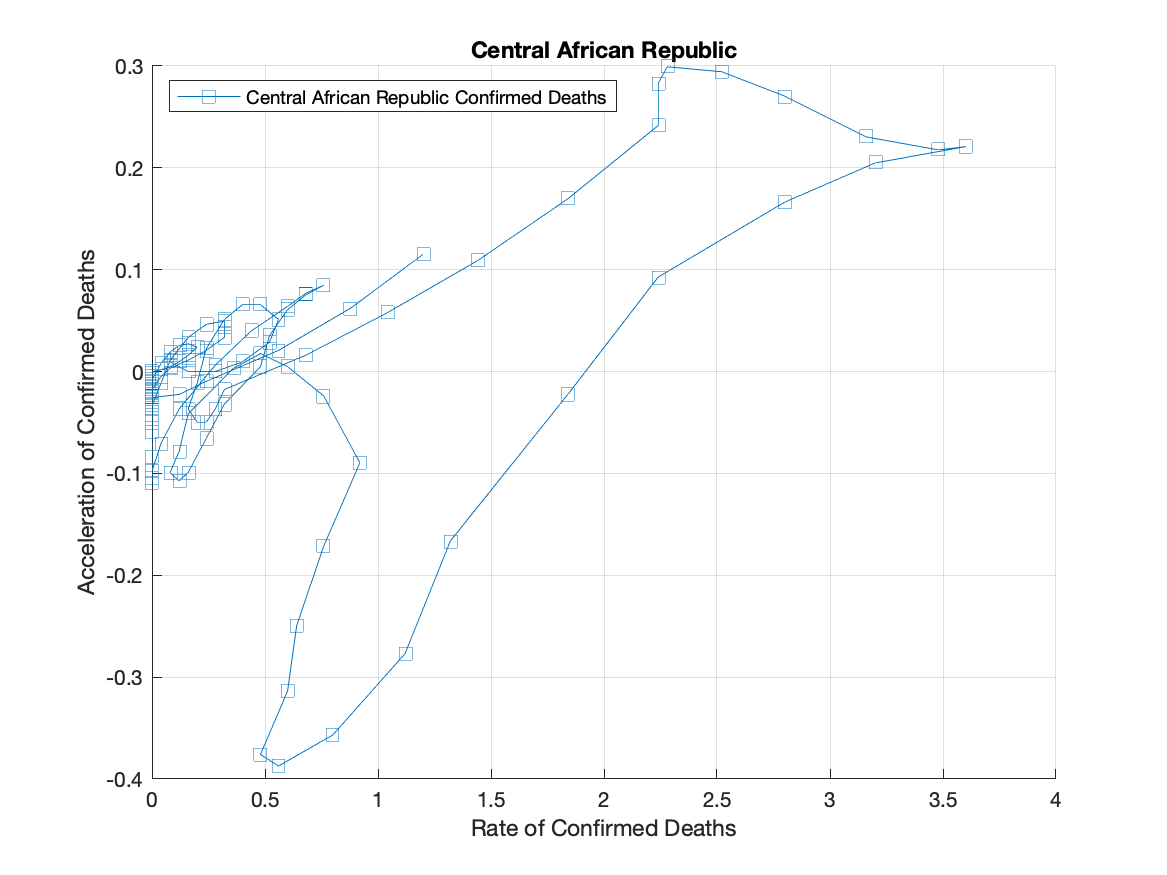 Central African Republic
Central African Republic Confirmed Deaths
Acceleration of Confirmed Deaths
0.3
0.2
0.1
0
-0.1
-0.2
-0.3
-0.4
0 0.5 1 1.5 2 2.5 3 3.5 4
Rate of Confirmed Deaths